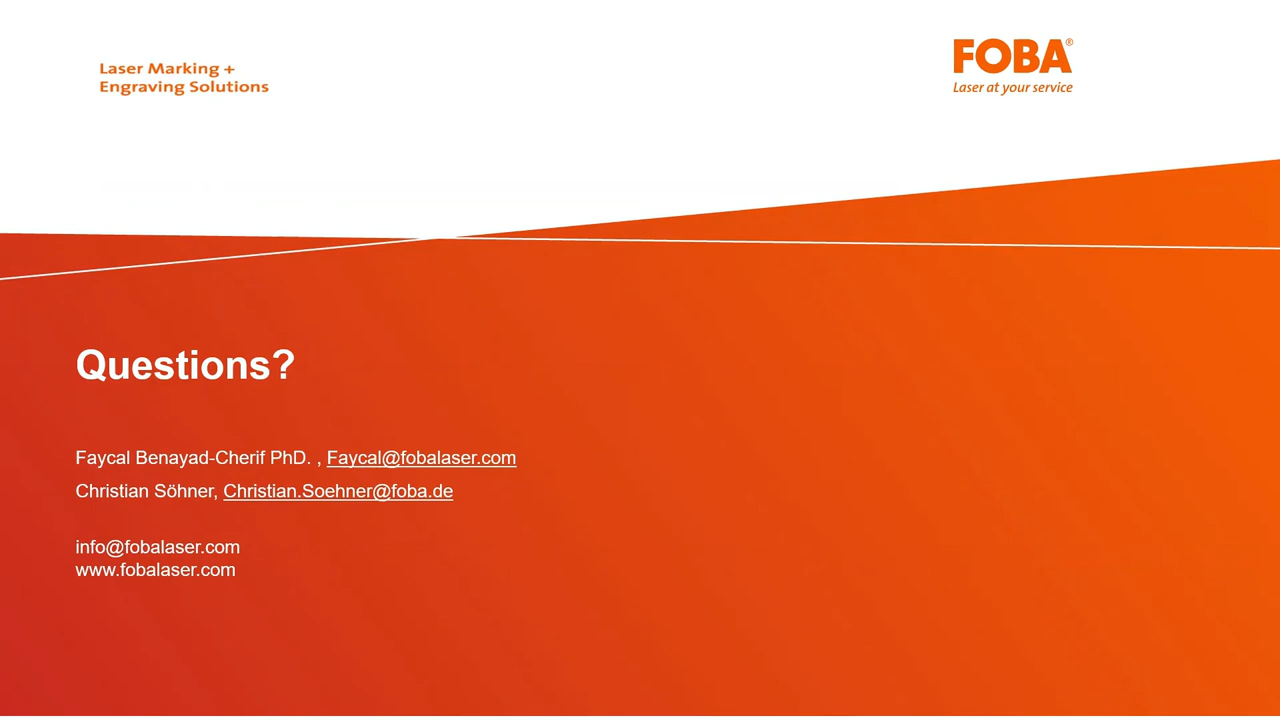 Laser Marking +
Engraving Solutions
FOBA®
Laser at your service
Questions?
Faycal Benayad-Cherif PhD. , Faycal@fobalaser.com
Christian Söhner, Christian.Soehner@foba.de
info@fobalaser.com
www.fobalaser.com